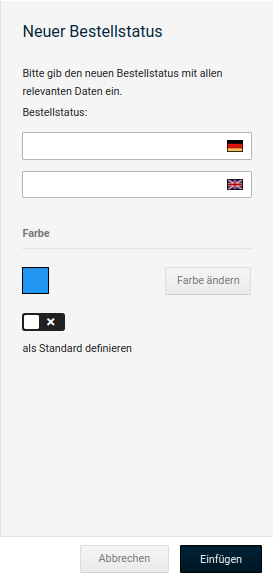 Neuer Bestellstatus
Bitte gib den neuen Bestellstatus mit allen
relevanten Daten ein.
Bestellstatus:
Farbe
Farbe ändern
als Standard definieren
Abbrechen
Einfügen